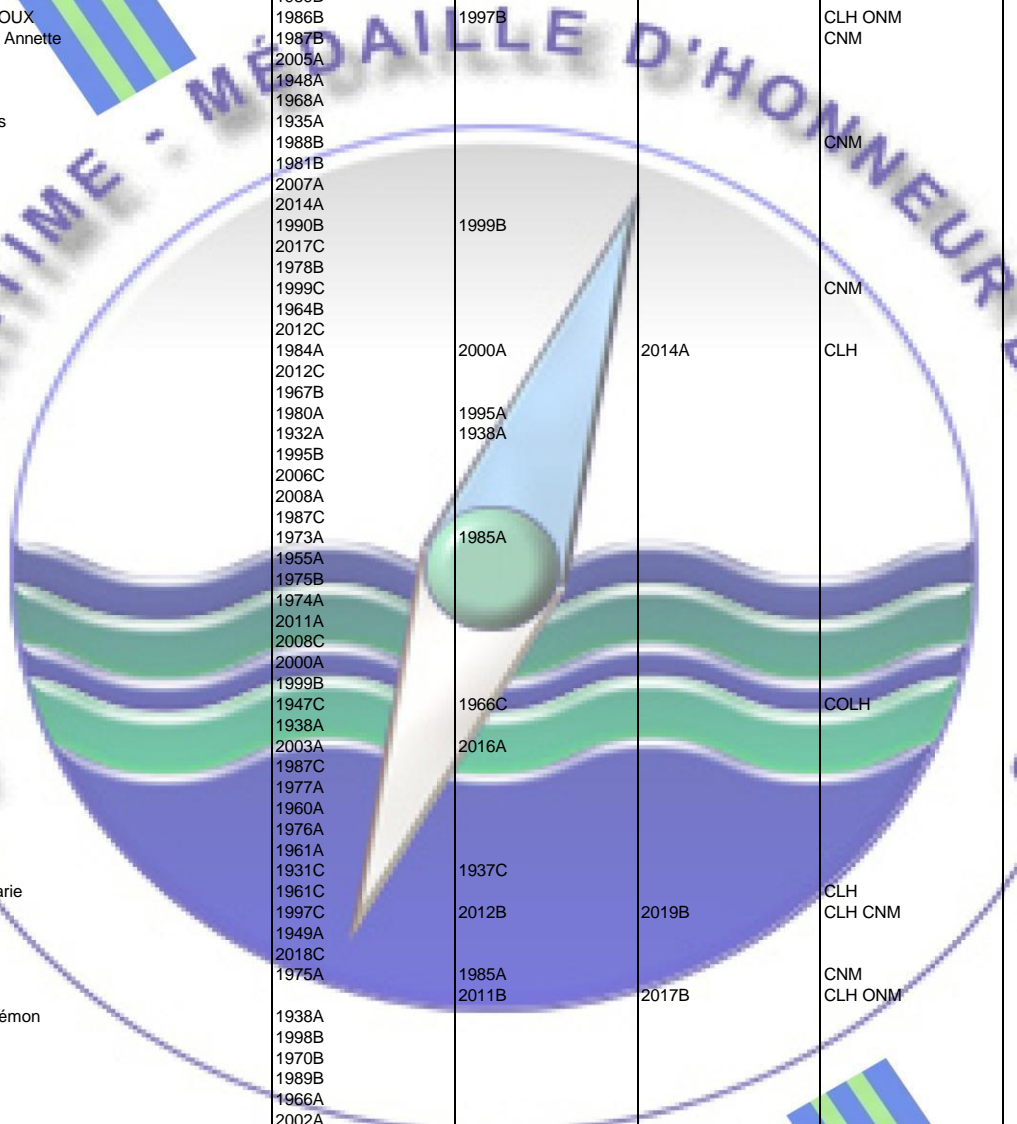 OUX 1986B 1997B CLH ONM
Annette 1987B CNM
2005A
1948A
1968A
s 1935A
1988B CNM
1981B
2007A
2014A
1990B 1999B
2017C
1978B
1999C CNM
1964B
2012C
1984A 2000A 2014A CLH
2012C
1967B
1980A 1995A
1932A 1938A
1995B
2006C
2008A
1987C
1973A 1985A
1955A
1975B
1974A
2011A
2008C
2000A
1999B
1947C 1966C COLH
1938A
2003A 2016A
1987C
1977A
1960A
1976A
1961A
1931C 1937C
arie 1961C CLH
1997C 2012B 2019B CLH CNM
1949A
2018C
1975A 1985A CNM
2011B 2017B CLH ONM
émon 1938A
1998B
1970B
1989B
1966A
2002A
TIME - MÉDAILLE D'HONNEUR